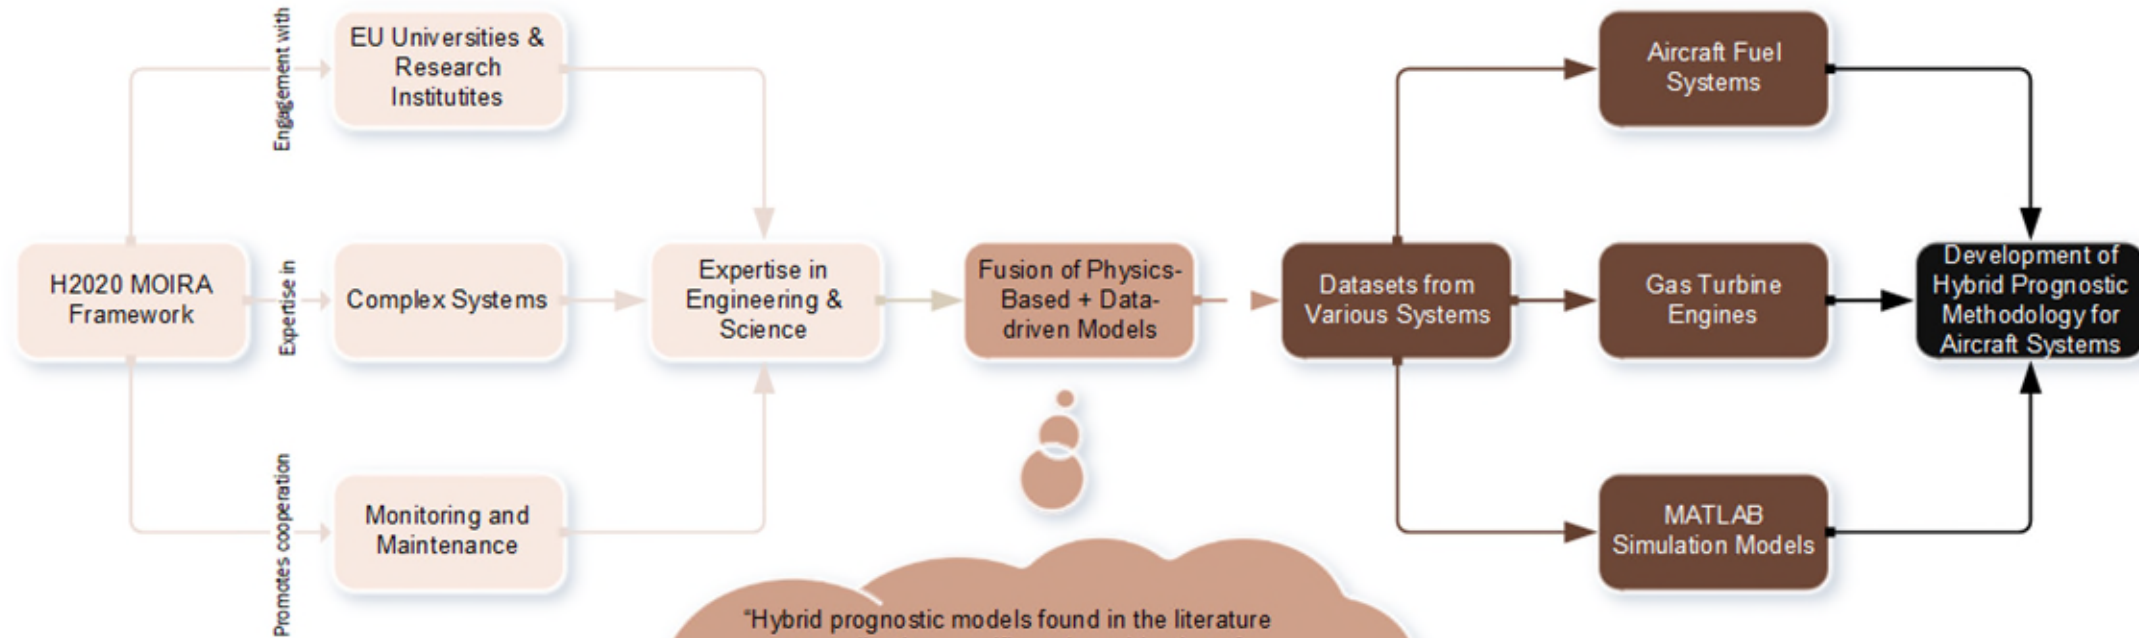 Engagement with
EU Universities &
Research
Institutites
Aircraft Fuel
Systems
H2020 MOIRA
Framework
Expertise in
Complex Systems
Expertise in
Engineering &
Science
Fusion of Physics-
Based + Data-
driven Models
Datasets from
Various Systems
Gas Turbine
Engines
Development of
Hybrid Prognostic
Methodology for
Aircraft Systems
Promotes cooperation
Monitoring and
Maintenance
MATLAB
Simulation Models
“Hybrid prognostic models found in the literature